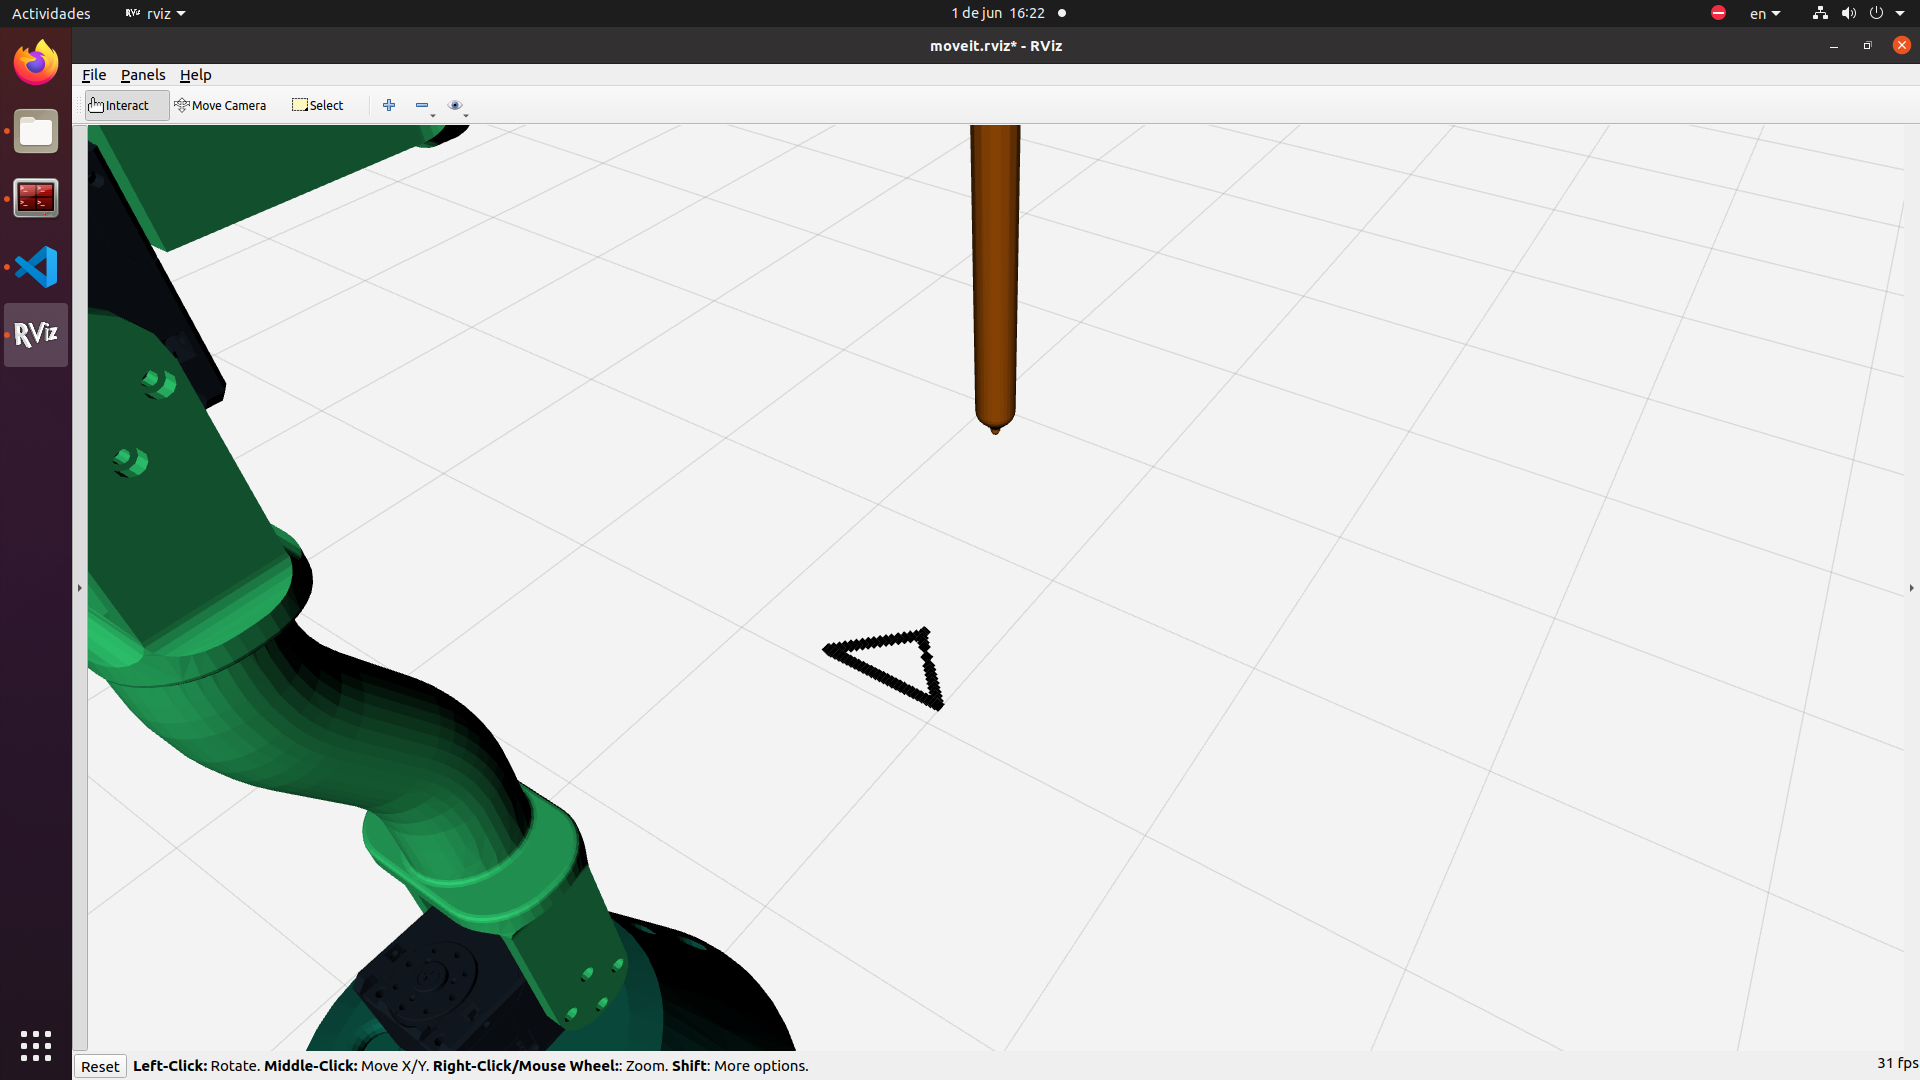 Actividades
rviz
1 de jun 16:22
en
moveit.rviz* - RViz
File Panels Help
Interact Move Camera Select
RViz
Reset Left-Click: Rotate. Middle-Click: Move X/Y. Right-Click/Mouse Wheel:: Zoom. Shift: More options.
31 fps